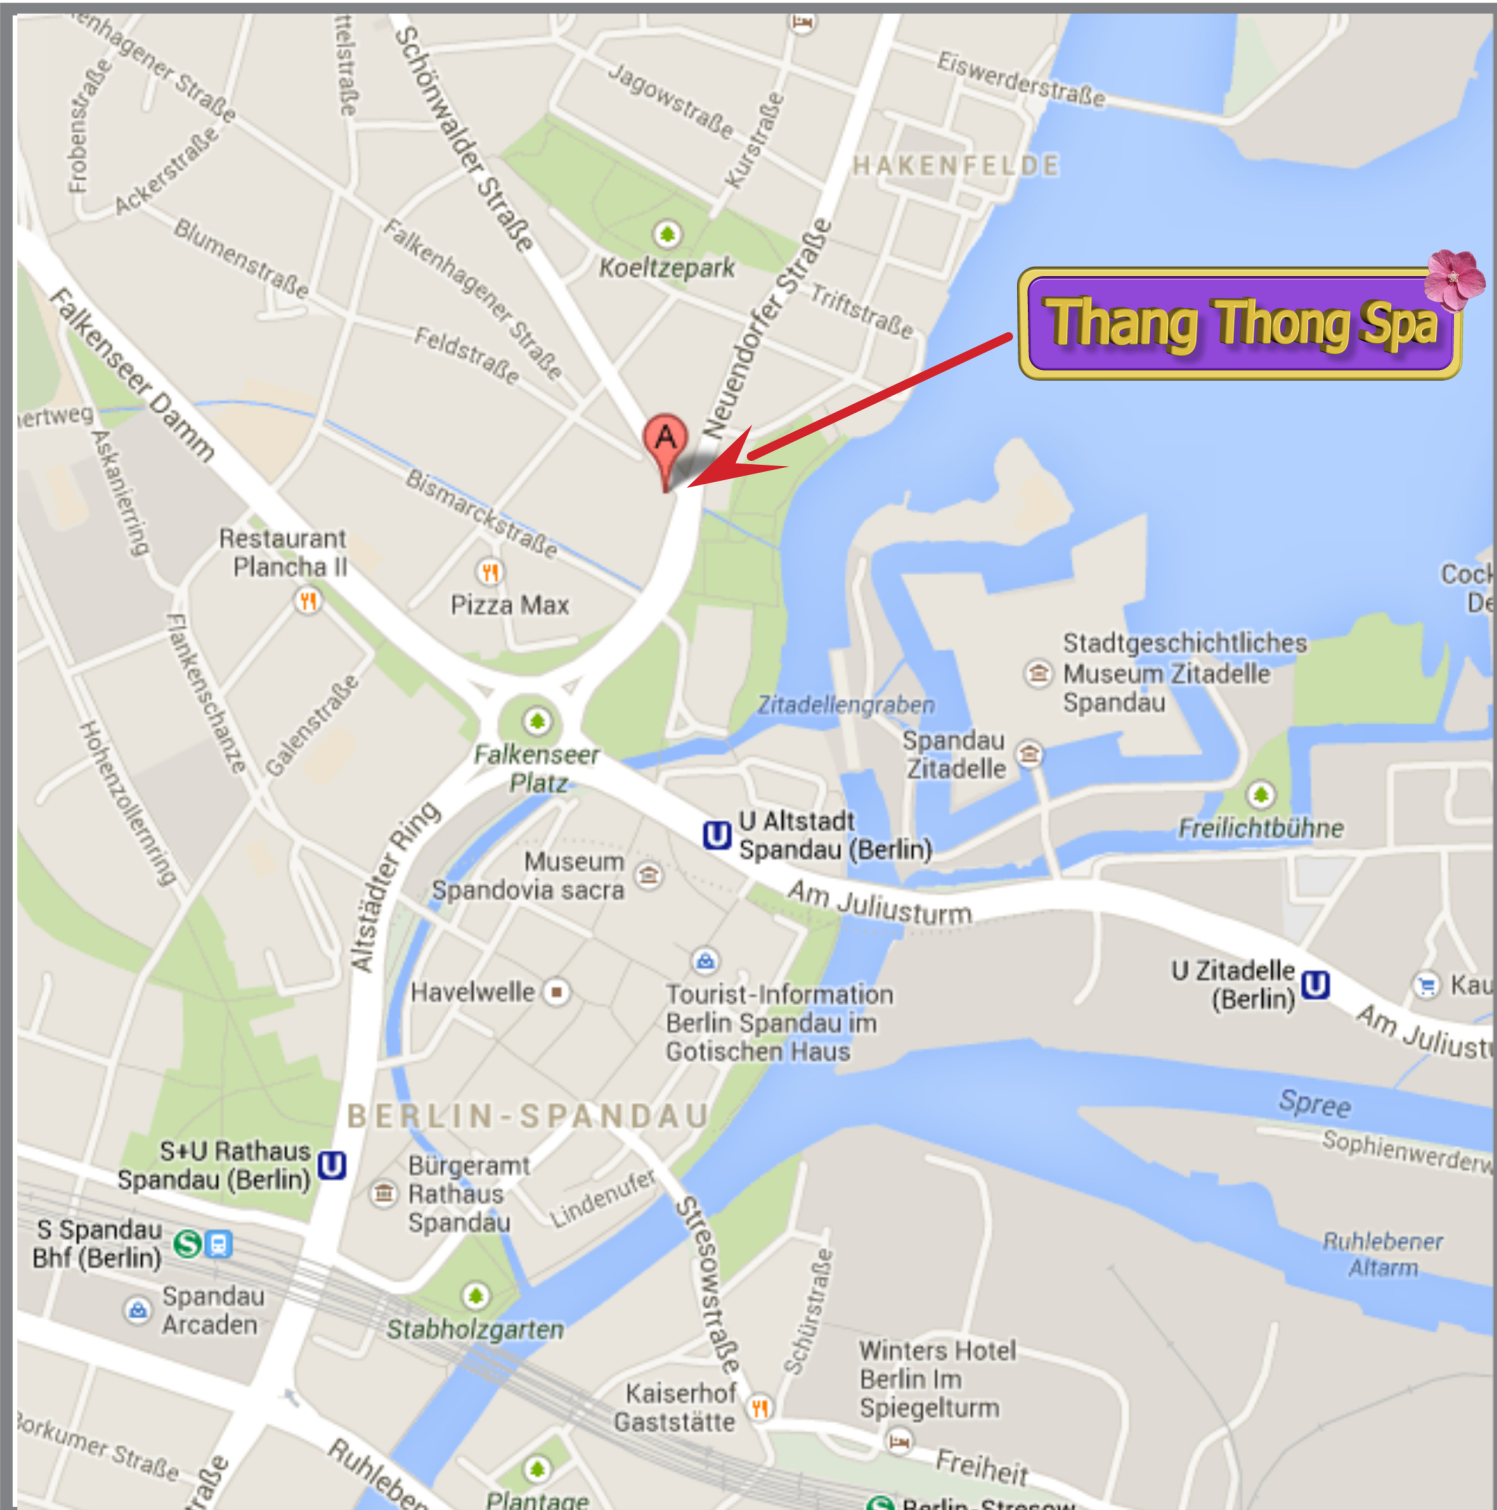 Schönwalder Straße
Jagowstraße
Kurstraße
Eiswerderstraße
Frobenstraße
Ackerstraße
HAKENFELDE
Blumenstraße
Falkenhagener Straße
Koeltzepark
Neuendorfer Straße
Triftstraße
Thang Thong Spa
Falkenseer Damm
Feldstraße
A
Askanierring
Bismarckstraße
Restaurant
Plancha II
Pizza Max
Flankenschanze
Galenstraße
Hohenzollernring
Stadtgeschichtliches
Museum Zitadelle
Spandau
Zitadellengraben
Spandau
Zitadelle
Falkenseer
Platz
Freilichtbühne
U Altstadt
Spandau (Berlin)
Altstädter Ring
Museum
Spandovia sacra
Am Juliusturm
Havelwelle
Tourist-Information
Berlin Spandau im
Gotischen Haus
U Zitadelle
(Berlin)
BERLIN-SPANDAU
Spree
S+U Rathaus
Spandau (Berlin)
Bürgeramt
Rathaus
Spandau
Lindenufer
Stresowstraße
S Spandau
Bhf (Berlin)
Ruhlebener
Altarm
Spandau
Arcaden
Stabholzgarten
Schürstraße
Winters Hotel
Berlin Im
Spiegelturm
Kaiserhof
Gaststätte
Freiheit
Borkumer Straße
Plantage
Berlin-Stresow